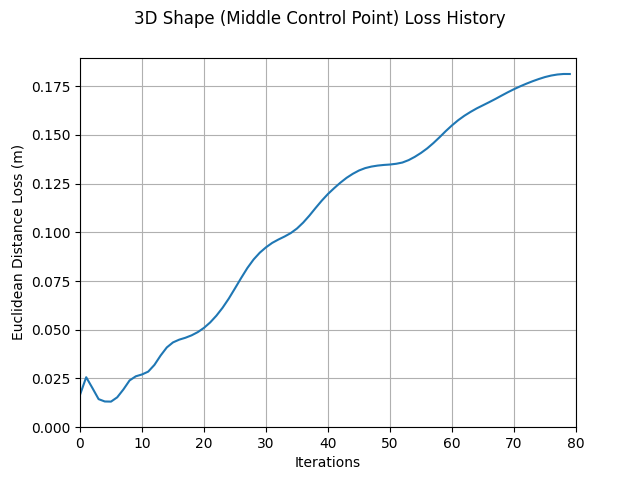 3D Shape (Middle Control Point) Loss History
0.175
0.150
0.125
0.100
0.075
0.050
0.025
0.000
Euclidean Distance Loss (m)
0 10 20 30 40 50 60 70 80
Iterations